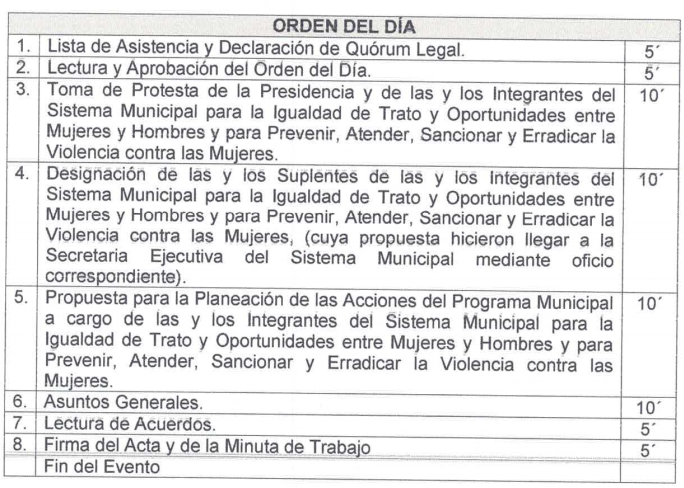 ORDEN DEL DÍA
1. Lista de Asistencia y Declaración de Quórum Legal. 5´
2. Lectura y Aprobación del Orden del Día. 5´
3. Toma de Protesta de la Presidencia y de las y los Integrantes del 10´
Sistema Municipal para la Igualdad de Trato y Oportunidades entre
Mujeres y Hombres y para Prevenir, Atender, Sancionar y Erradicar la
Violencia contra las Mujeres.
4. Designación de las y los Suplentes de las y los Integrantes del 10´
Sistema Municipal para la Igualdad de Trato y Oportunidades entre
Mujeres y Hombres y para Prevenir, Atender, Sancionar y Erradicar la
Violencia contra las Mujeres, (cuya propuesta hicieron llegar a la
Secretaria Ejecutiva del Sistema Municipal mediante oficio
correspondiente).
5. Propuesta para la Planeación de las Acciones del Programa Municipal 10´
a cargo de las y los Integrantes del Sistema Municipal para la
Igualdad de Trato y Oportunidades entre Mujeres y Hombres y para
Prevenir, Atender, Sancionar y Erradicar la Violencia contra las
Mujeres.
6. Asuntos Generales. 10´
7. Lectura de Acuerdos. 5´
8. Firma del Acta y de la Minuta de Trabajo 5´
Fin del Evento